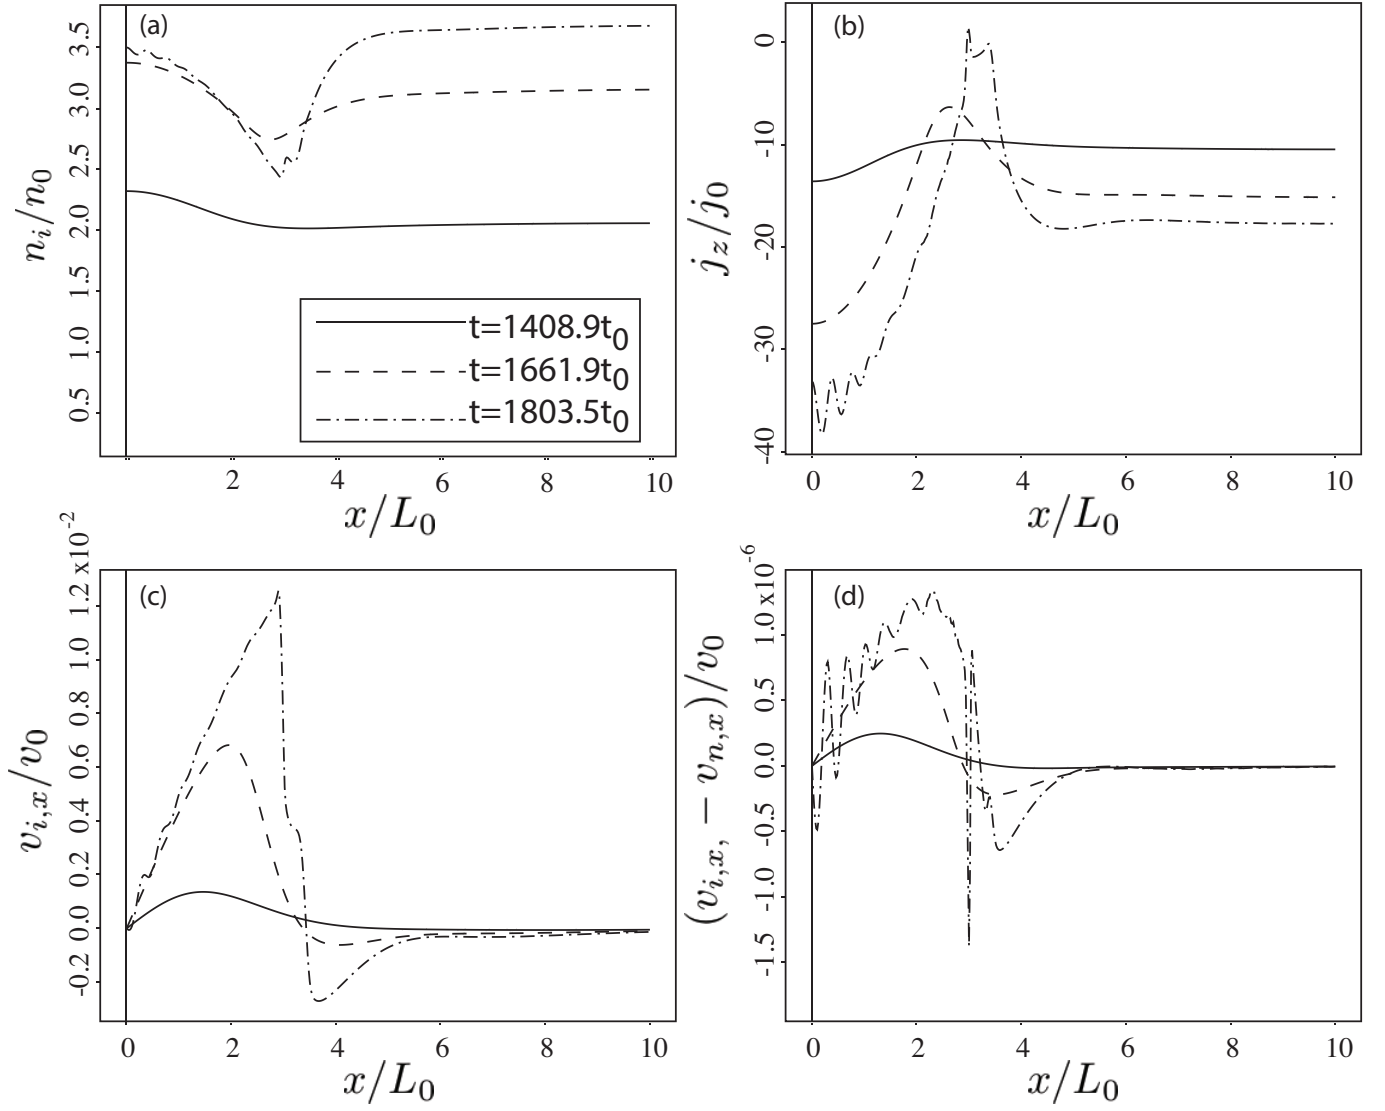 (a)
n_i/n_0
3.5
3.0
2.5
2.0
1.5
1.0
0.5
t=1408.9t_0
t=1661.9t_0
t=1803.5t_0
0 2 4 6 8 10
x/L_0
(b)
j_z/j_0
0
-10
-20
-30
-40
0 2 4 6 8 10
x/L_0
(c)
v_{i,x}/v_0
1.2 x10^{-2}
1.0
0.8
0.6
0.4
0.2
0.0
-0.2
0 2 4 6 8 10
x/L_0
(d)
(v_{i,x,} − v_{n,x})/v_0
1.0 x10^{-6}
0.5
0.0
-0.5
-1.0
-1.5
0 2 4 6 8 10
x/L_0